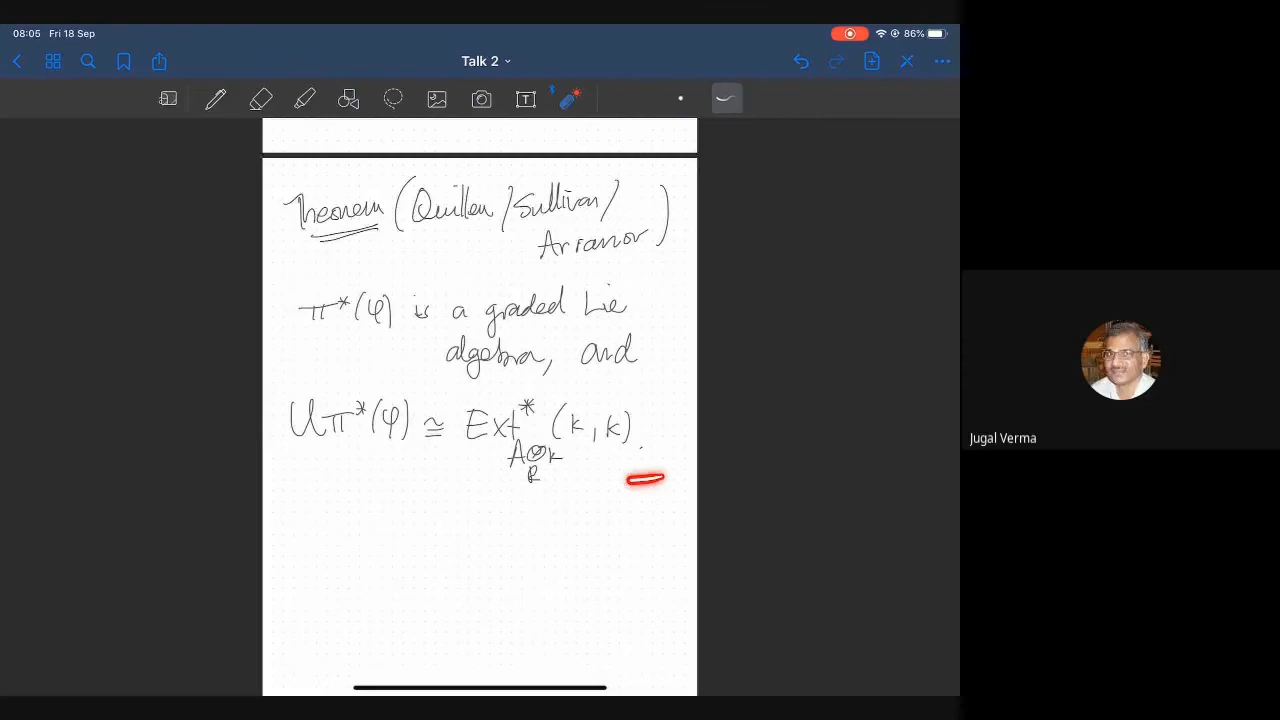 08:05 Fri 18 Sep
86%
Talk 2
T
Theorem (Quillen/Sullivan/
Avramov)
π*(φ) is a graded Lie
algebra, and
Uπ*(φ) ≅ Ext* (k, k).
A⊗k
R
Jugal Verma